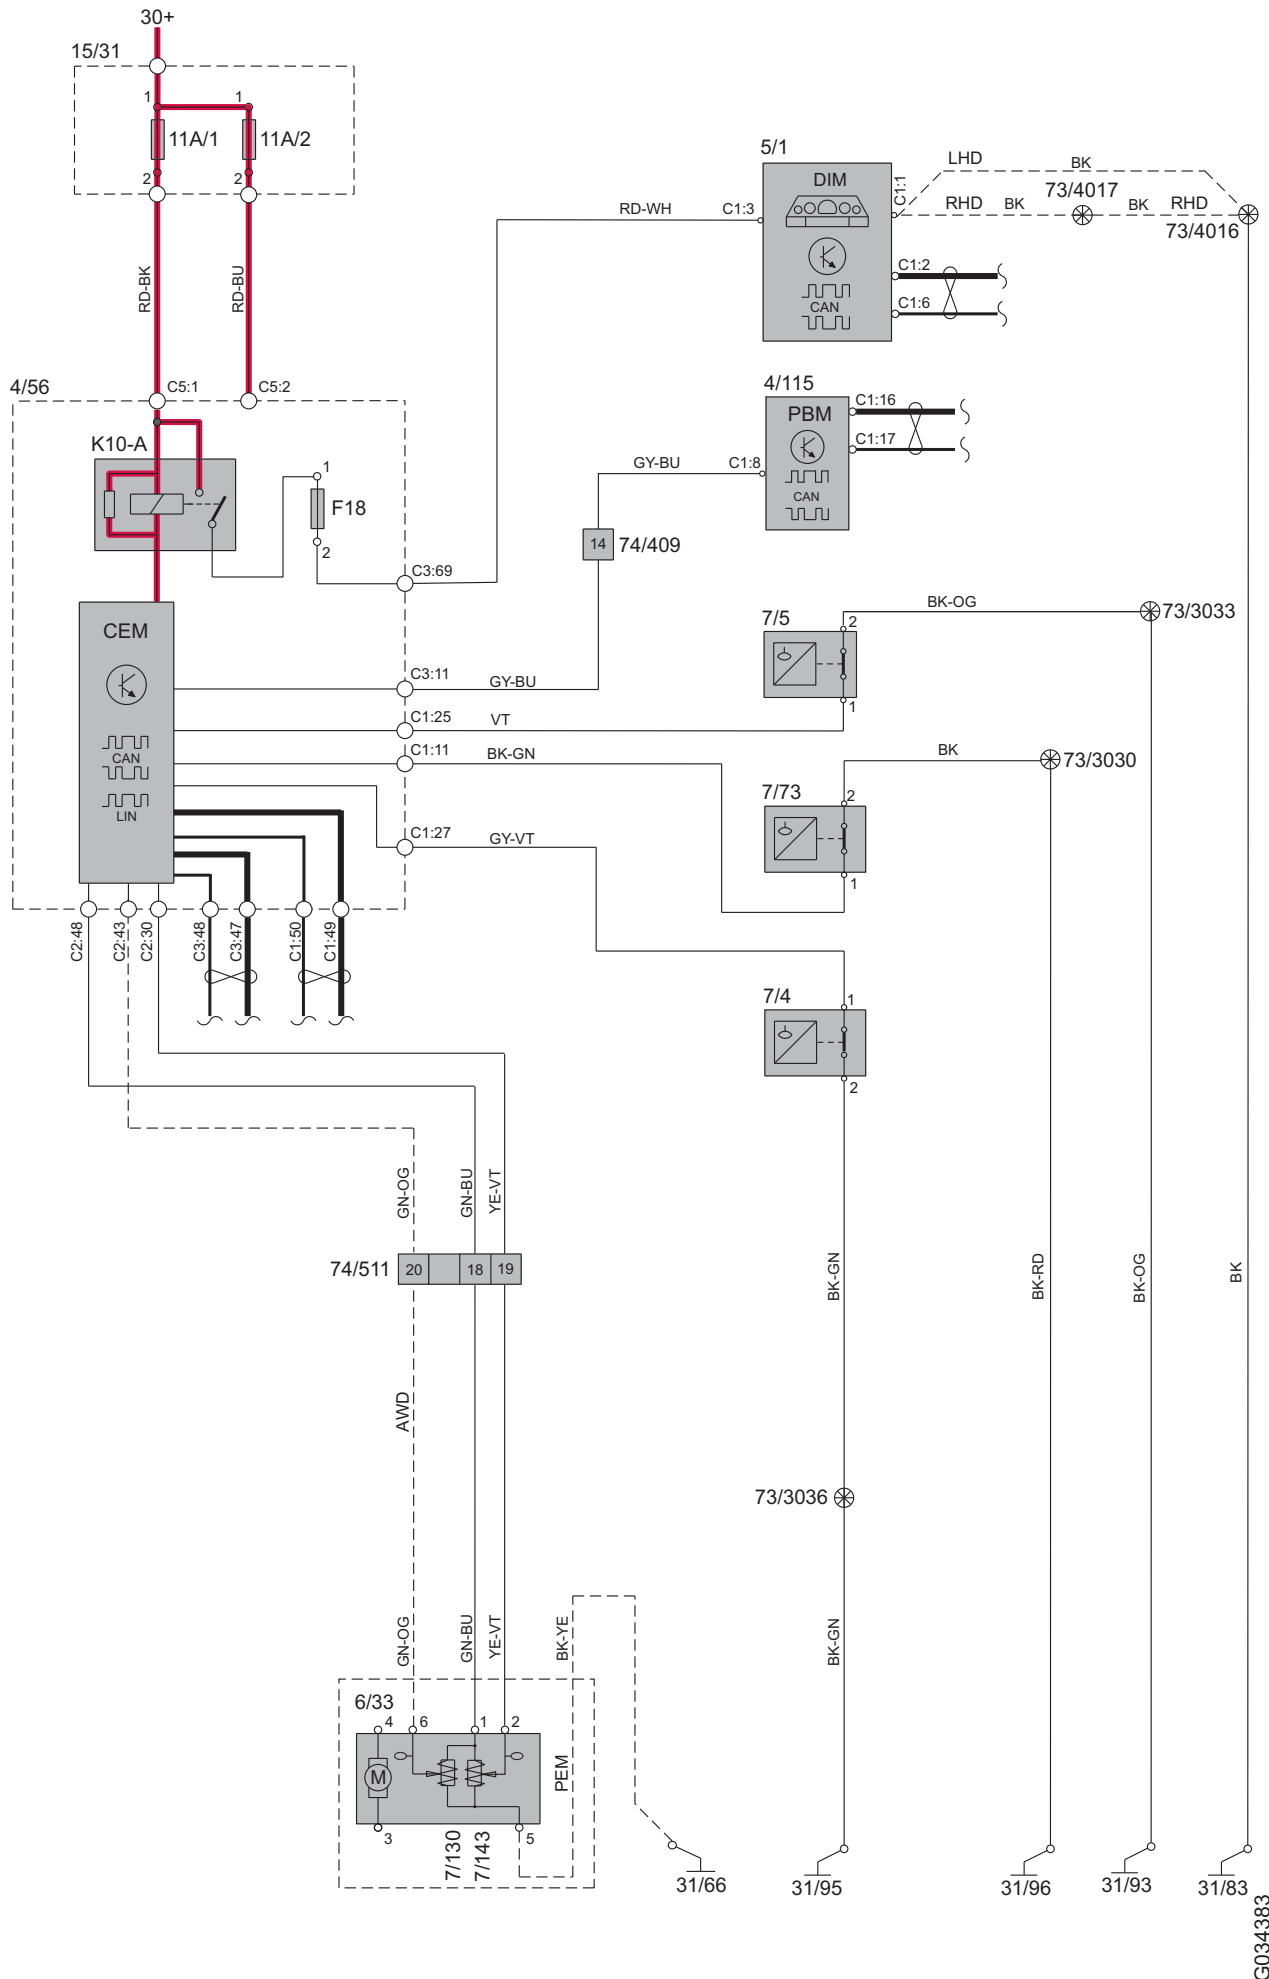 30+
15/31
1
1
11A/1
11A/2
2
2
RD-BK
RD-BU
5/1
DIM
C1:3
RD-WH
C1:1
LHD
BK
73/4017
RHD
BK
BK
RHD
73/4016
C1:2
C1:6
CAN
4/56
C5:1
C5:2
4/115
PBM
C1:16
C1:17
CAN
GY-BU
C1:8
K10-A
1
F18
2
14
74/409
C3:69
CEM
CAN
LIN
C3:11
GY-BU
C1:25
VT
C1:11
BK-GN
C1:27
GY-VT
7/5
2
1
BK-OG
73/3033
7/73
2
1
BK
73/3030
7/4
1
2
C2:48
C2:43
C2:30
C3:48
C3:47
C1:50
C1:49
GN-OG
GN-BU
YE-VT
74/511
20
18
19
BK-GN
BK-RD
BK-OG
BK
AWD
73/3036
GN-OG
GN-BU
YE-VT
BK-YE
BK-GN
6/33
4
6
1
2
M
3
5
7/130
7/143
PEM
31/66
31/95
31/96
31/93
31/83
G034383